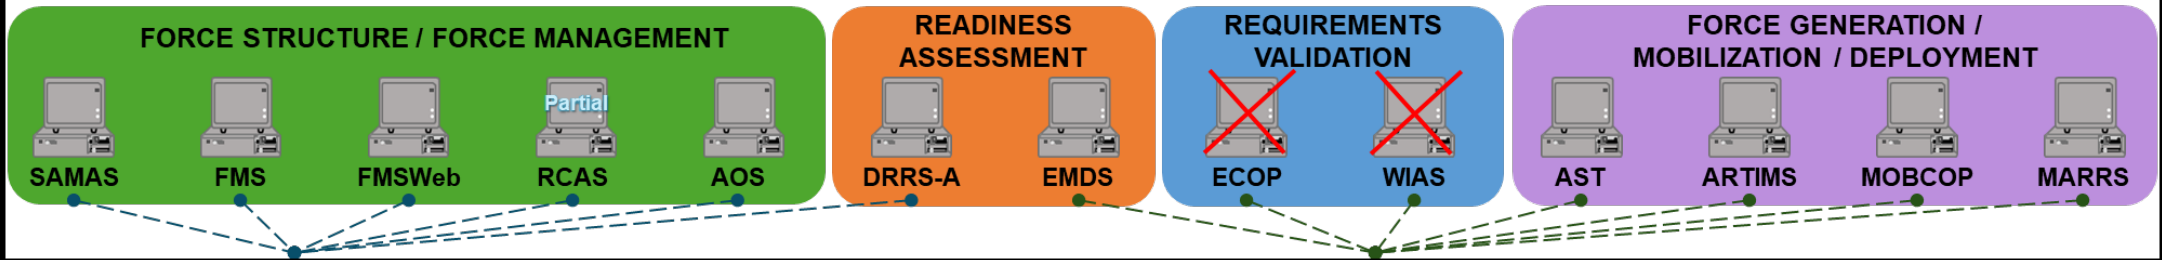 FORCE STRUCTURE / FORCE MANAGEMENT
Partial
SAMAS FMS FMSWeb RCAS AOS
READINESS
ASSESSMENT
DRRS-A EMDS
REQUIREMENTS
VALIDATION
ECOP WIAS
FORCE GENERATION /
MOBILIZATION / DEPLOYMENT
AST ARTIMS MOBCOP MARRS